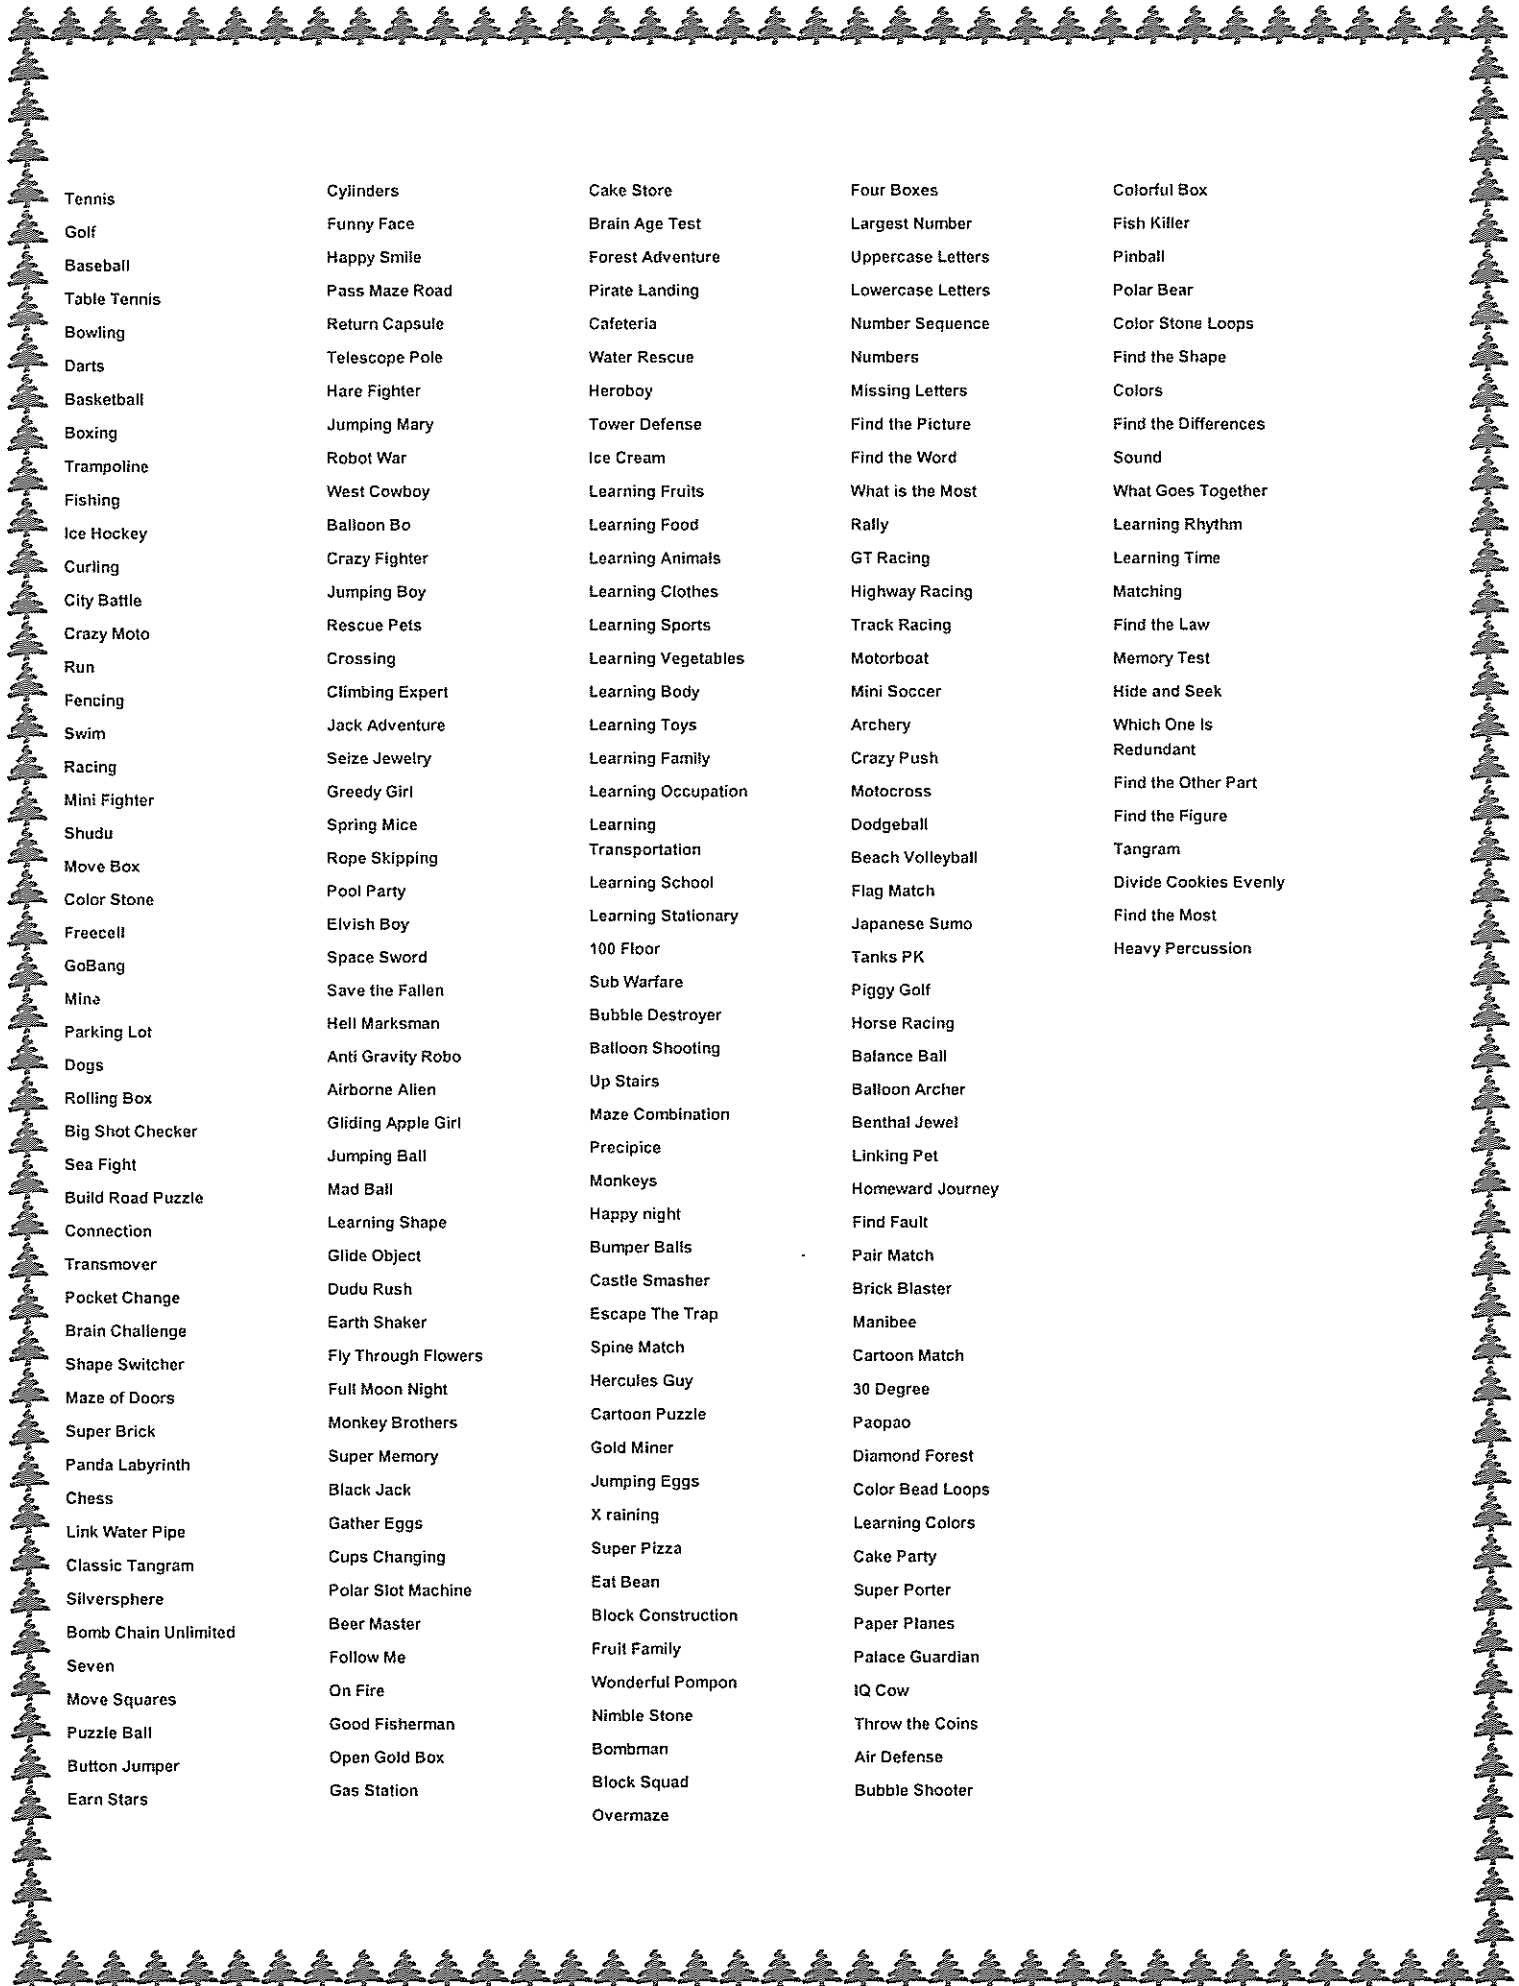 Tennis
Golf
Baseball
Table Tennis
Bowling
Darts
Basketball
Boxing
Trampoline
Fishing
Ice Hockey
Curling
City Battle
Crazy Moto
Run
Fencing
Swim
Racing
Mini Fighter
Shudu
Move Box
Color Stone
Freecell
GoBang
Mine
Parking Lot
Dogs
Rolling Box
Big Shot Checker
Sea Fight
Build Road Puzzle
Connection
Transmover
Pocket Change
Brain Challenge
Shape Switcher
Maze of Doors
Super Brick
Panda Labyrinth
Chess
Link Water Pipe
Classic Tangram
Silversphere
Bomb Chain Unlimited
Seven
Move Squares
Puzzle Ball
Button Jumper
Earn Stars
Cylinders
Funny Face
Happy Smile
Pass Maze Road
Return Capsule
Telescope Pole
Hare Fighter
Jumping Mary
Robot War
West Cowboy
Balloon Bo
Crazy Fighter
Jumping Boy
Rescue Pets
Crossing
Climbing Expert
Jack Adventure
Seize Jewelry
Greedy Girl
Spring Mice
Rope Skipping
Pool Party
Elvish Boy
Space Sword
Save the Fallen
Hell Marksman
Anti Gravity Robo
Airborne Alien
Gliding Apple Girl
Jumping Ball
Mad Ball
Learning Shape
Glide Object
Dudu Rush
Earth Shaker
Fly Through Flowers
Full Moon Night
Monkey Brothers
Super Memory
Black Jack
Gather Eggs
Cups Changing
Polar Slot Machine
Beer Master
Follow Me
On Fire
Good Fisherman
Open Gold Box
Gas Station
Cake Store
Brain Age Test
Forest Adventure
Pirate Landing
Cafeteria
Water Rescue
Heroboy
Tower Defense
Ice Cream
Learning Fruits
Learning Food
Learning Animals
Learning Clothes
Learning Sports
Learning Vegetables
Learning Body
Learning Toys
Learning Family
Learning Occupation
Learning
Transportation
Learning School
Learning Stationary
100 Floor
Sub Warfare
Bubble Destroyer
Balloon Shooting
Up Stairs
Maze Combination
Precipice
Monkeys
Happy night
Bumper Balls
Castle Smasher
Escape The Trap
Spine Match
Hercules Guy
Cartoon Puzzle
Gold Miner
Jumping Eggs
X raining
Super Pizza
Eat Bean
Block Construction
Fruit Family
Wonderful Pompon
Nimble Stone
Bombman
Block Squad
Overmaze
Four Boxes
Largest Number
Uppercase Letters
Lowercase Letters
Number Sequence
Numbers
Missing Letters
Find the Picture
Find the Word
What is the Most
Rally
GT Racing
Highway Racing
Track Racing
Motorboat
Mini Soccer
Archery
Crazy Push
Motocross
Dodgeball
Beach Volleyball
Flag Match
Japanese Sumo
Tanks PK
Piggy Golf
Horse Racing
Balance Ball
Balloon Archer
Benthal Jewel
Linking Pet
Homeward Journey
Find Fault
Pair Match
Brick Blaster
Manibee
Cartoon Match
30 Degree
Paopao
Diamond Forest
Color Bead Loops
Learning Colors
Cake Party
Super Porter
Paper Planes
Palace Guardian
IQ Cow
Throw the Coins
Air Defense
Bubble Shooter
Colorful Box
Fish Killer
Pinball
Polar Bear
Color Stone Loops
Find the Shape
Colors
Find the Differences
Sound
What Goes Together
Learning Rhythm
Learning Time
Matching
Find the Law
Memory Test
Hide and Seek
Which One Is
Redundant
Find the Other Part
Find the Figure
Tangram
Divide Cookies Evenly
Find the Most
Heavy Percussion